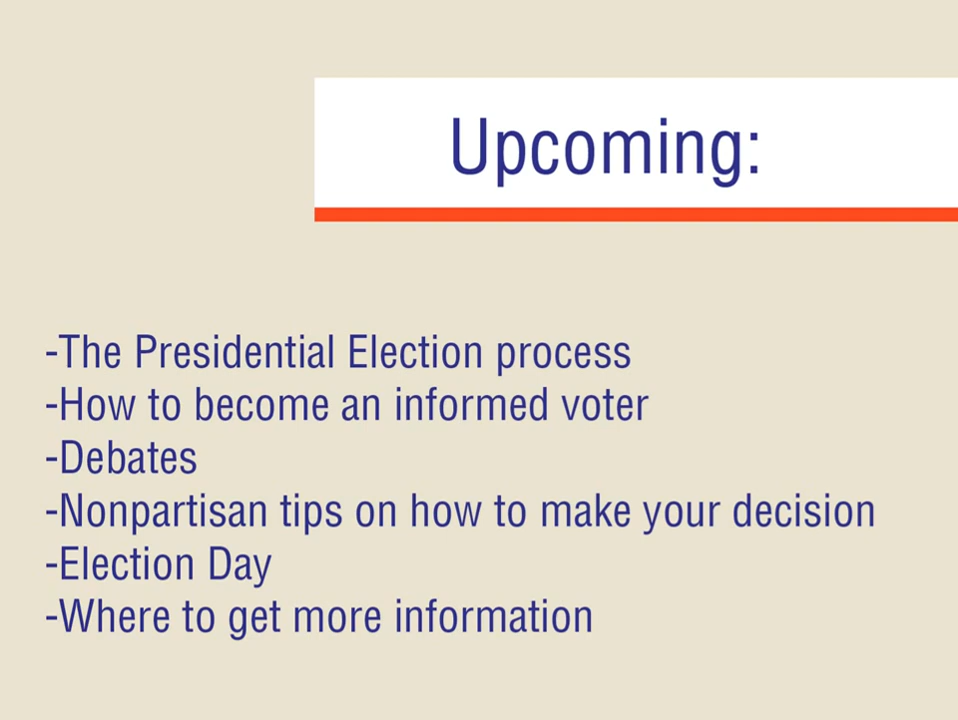 Upcoming:
-The Presidential Election process
-How to become an informed voter
-Debates
-Nonpartisan tips on how to make your decision
-Election Day
-Where to get more information